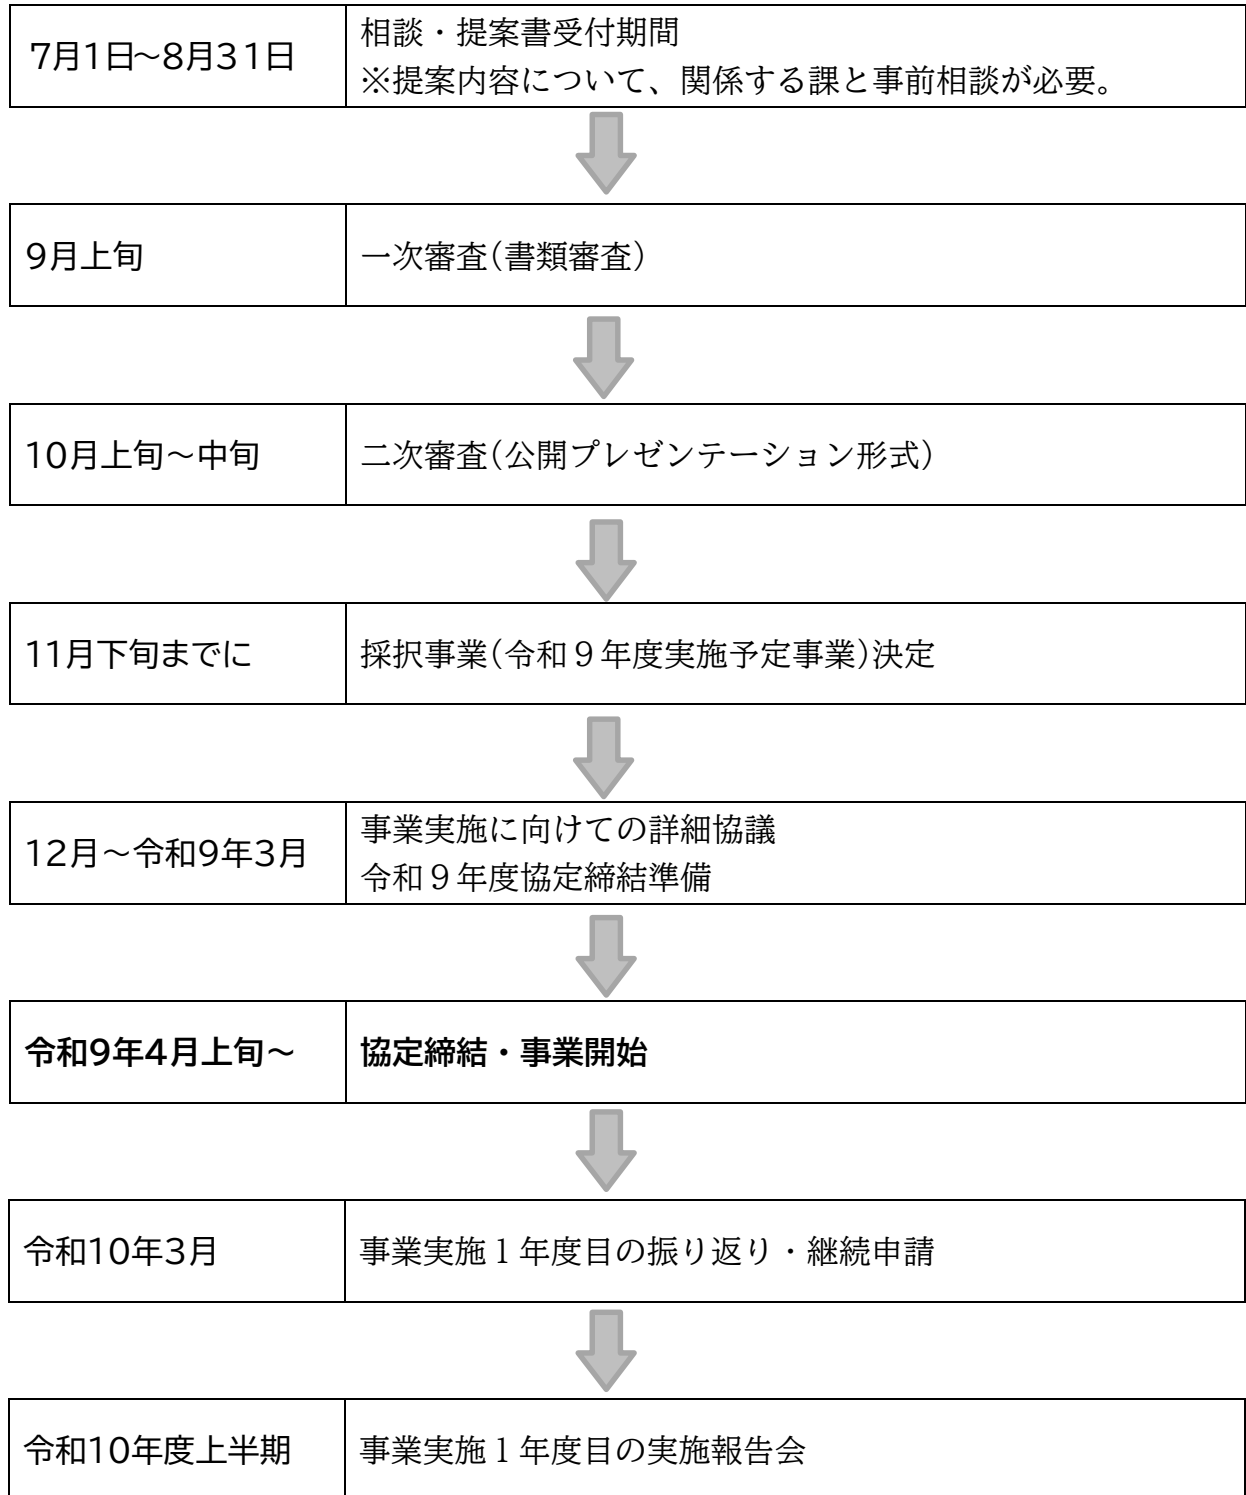 7月1日~8月31日
相談・提案書受付期間
※提案内容について、関係する課と事前相談が必要。
9月上旬
一次審査(書類審査)
10月上旬～中旬
二次審査(公開プレゼンテーション形式)
11月下旬までに
採択事業(令和９年度実施予定事業)決定
12月～令和9年3月
事業実施に向けての詳細協議
令和９年度協定締結準備
令和9年4月上旬～
協定締結・事業開始
令和10年3月
事業実施１年度目の振り返り・継続申請
令和10年度上半期
事業実施１年度目の実施報告会